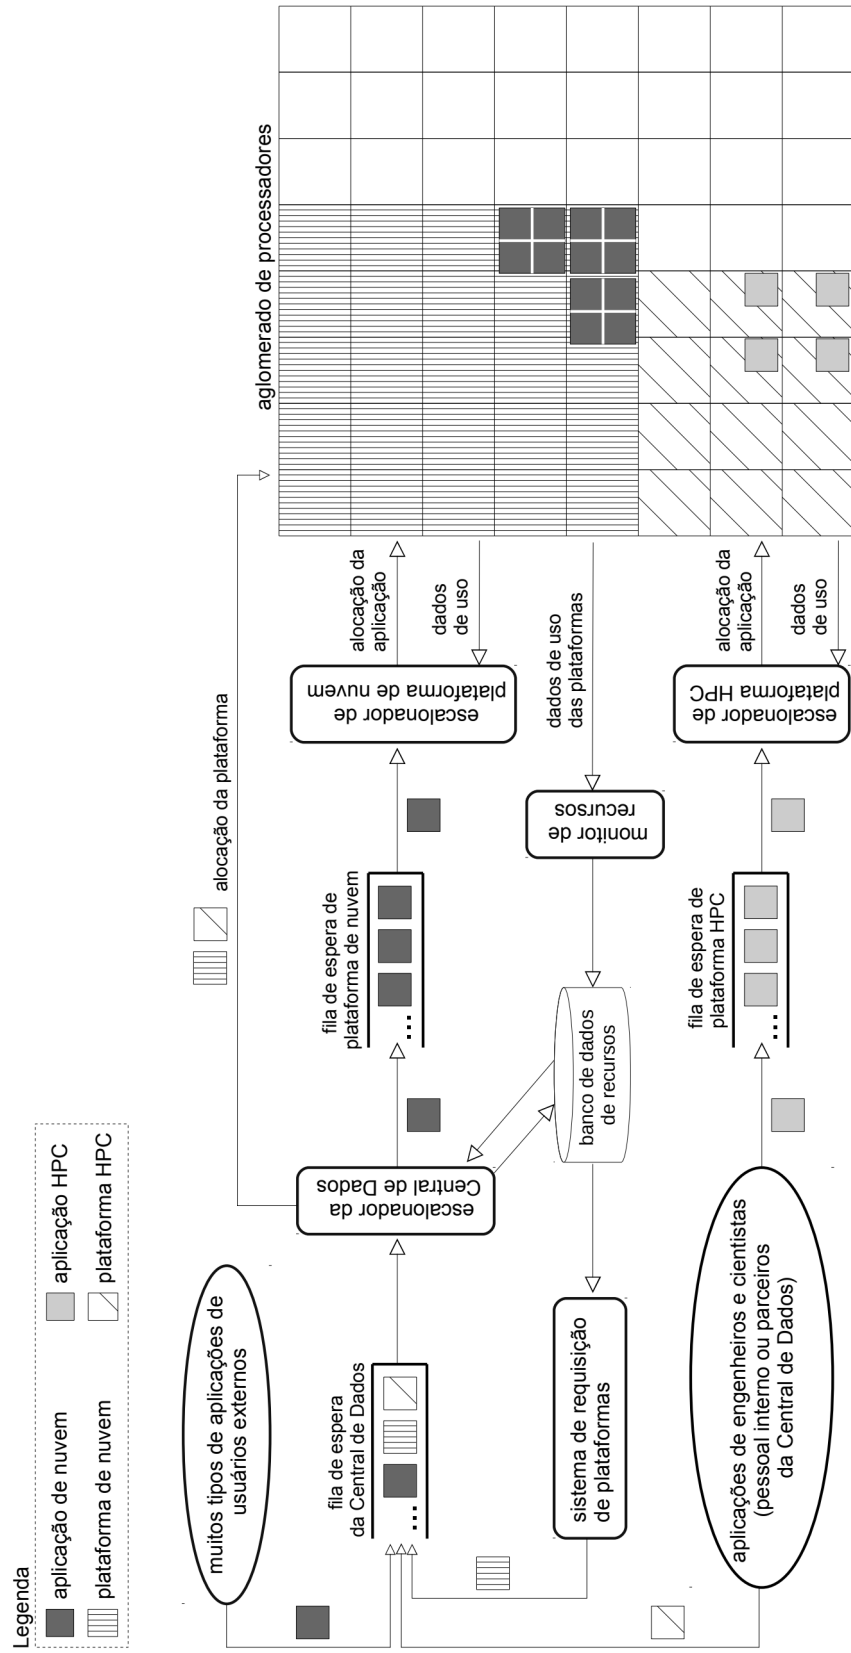 Legenda
aplicação de nuvem
aplicação HPC
plataforma de nuvem
plataforma HPC
muitos tipos de aplicações de
usuários externos
fila de espera
da Central de Dados
...
sistema de requisição
de plataformas
aplicações de engenheiros e cientistas
(pessoal interno ou parceiros
da Central de Dados)
escalonador da
Central de Dados
alocação da plataforma
fila de espera de
plataforma de nuvem
...
banco de dados
de recursos
fila de espera de
plataforma HPC
...
monitor de
recursos
escalonador de
plataforma de nuvem
dados de uso
das plataformas
escalonador de
plataforma HPC
alocação da
aplicação
dados
de uso
alocação da
aplicação
dados
de uso
aglomerado de processadores